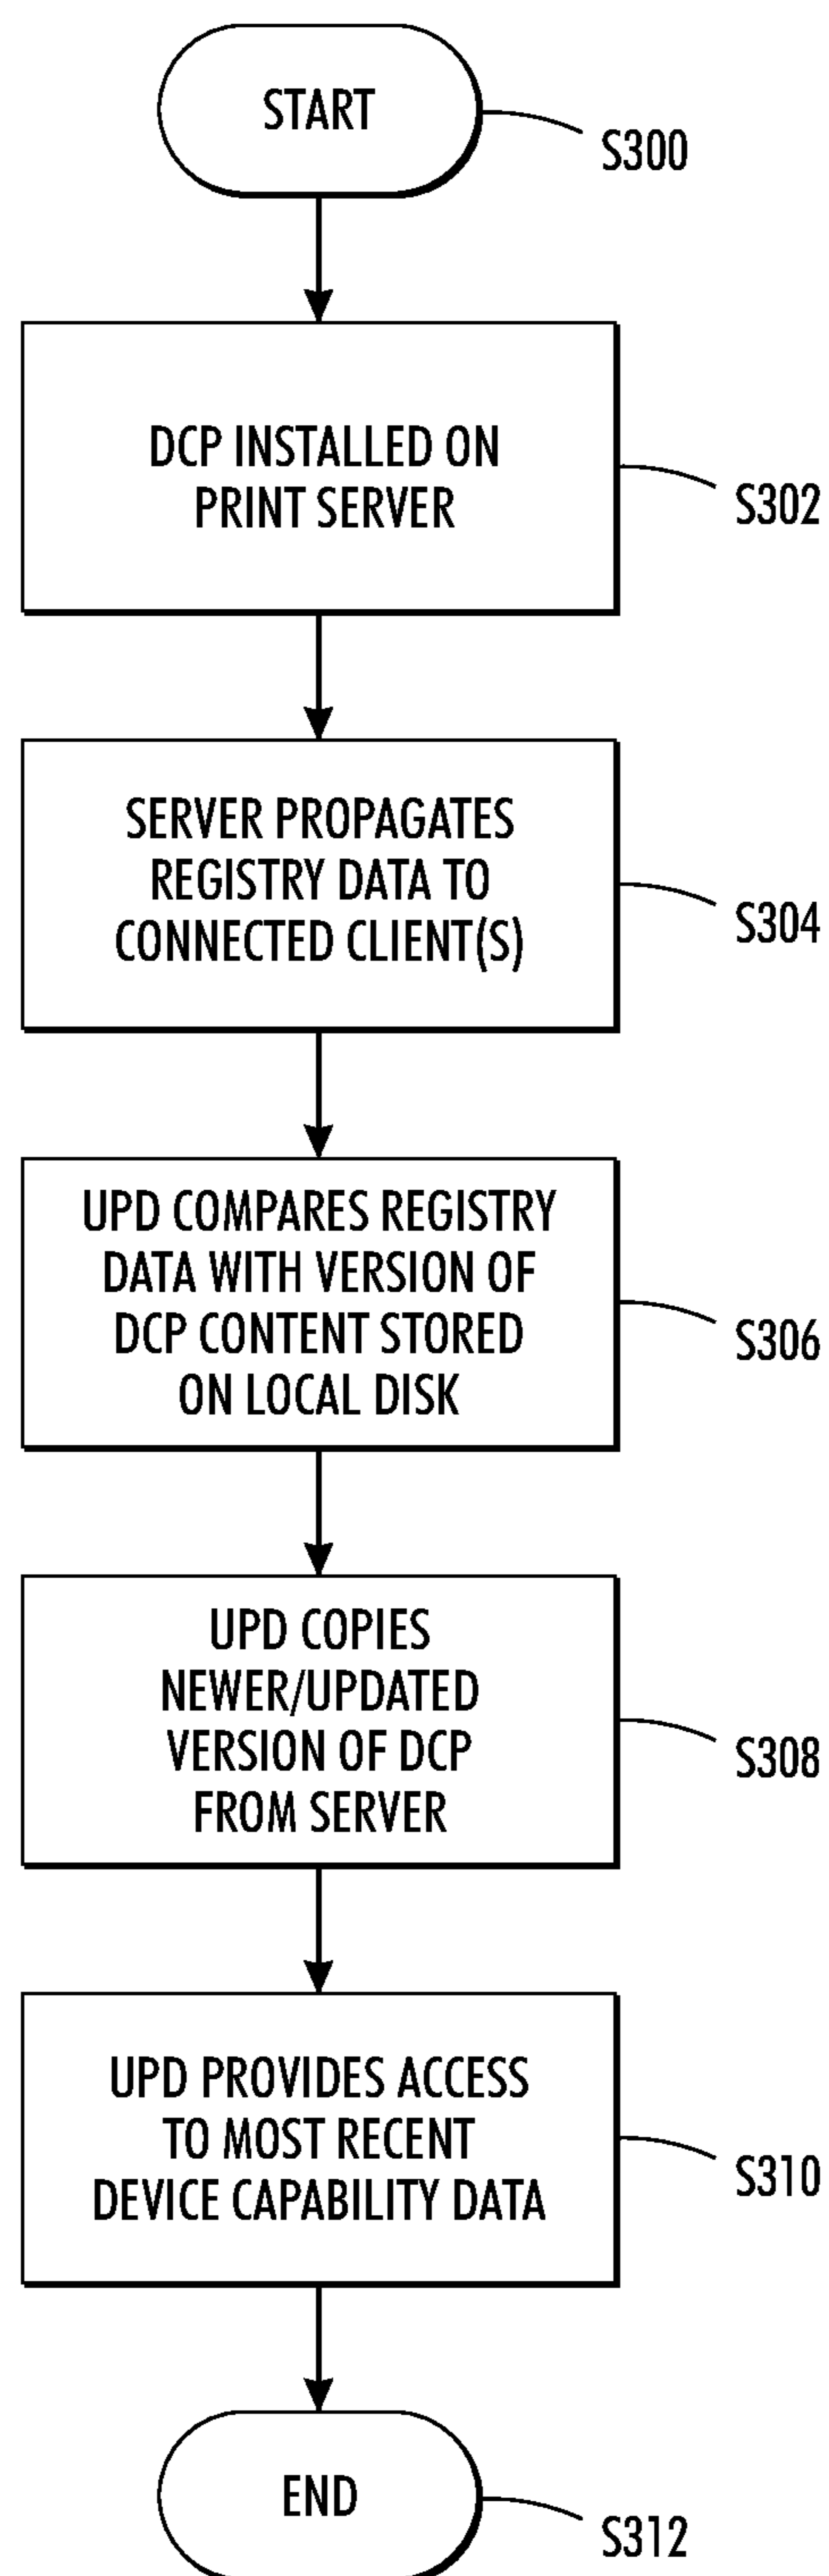 START
S300
DCP INSTALLED ON
PRINT SERVER
S302
SERVER PROPAGATES
REGISTRY DATA TO
CONNECTED CLIENT(S)
S304
UPD COMPARES REGISTRY
DATA WITH VERSION OF
DCP CONTENT STORED
ON LOCAL DISK
S306
UPD COPIES
NEWER/UPDATED
VERSION OF DCP
FROM SERVER
S308
UPD PROVIDES ACCESS
TO MOST RECENT
DEVICE CAPABILITY DATA
S310
END
S312